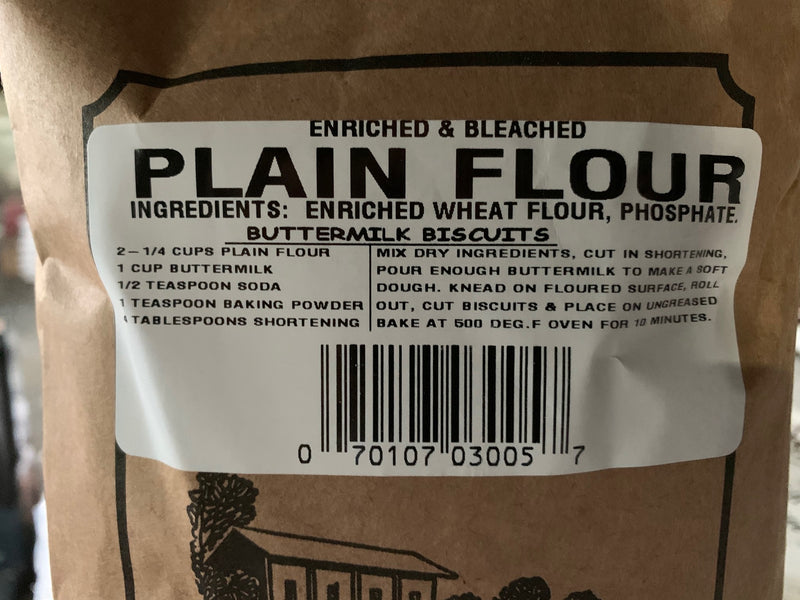 ENRICHED & BLEACHED
PLAIN FLOUR
INGREDIENTS: ENRICHED WHEAT FLOUR, PHOSPHATE.
BUTTERMILK BISCUITS
2-1/4 CUPS PLAIN FLOUR
1 CUP BUTTERMILK
1/2 TEASPOON SODA
1 TEASPOON BAKING POWDER
4 TABLESPOONS SHORTENING
MIX DRY INGREDIENTS, CUT IN SHORTENING,
POUR ENOUGH BUTTERMILK TO MAKE A SOFT
DOUGH. KNEAD ON FLOURED SURFACE, ROLL
OUT, CUT BISCUITS & PLACE ON UNGREASED
BAKE AT 500 DEG.F OVEN FOR 10 MINUTES.
0 70107 03005 7